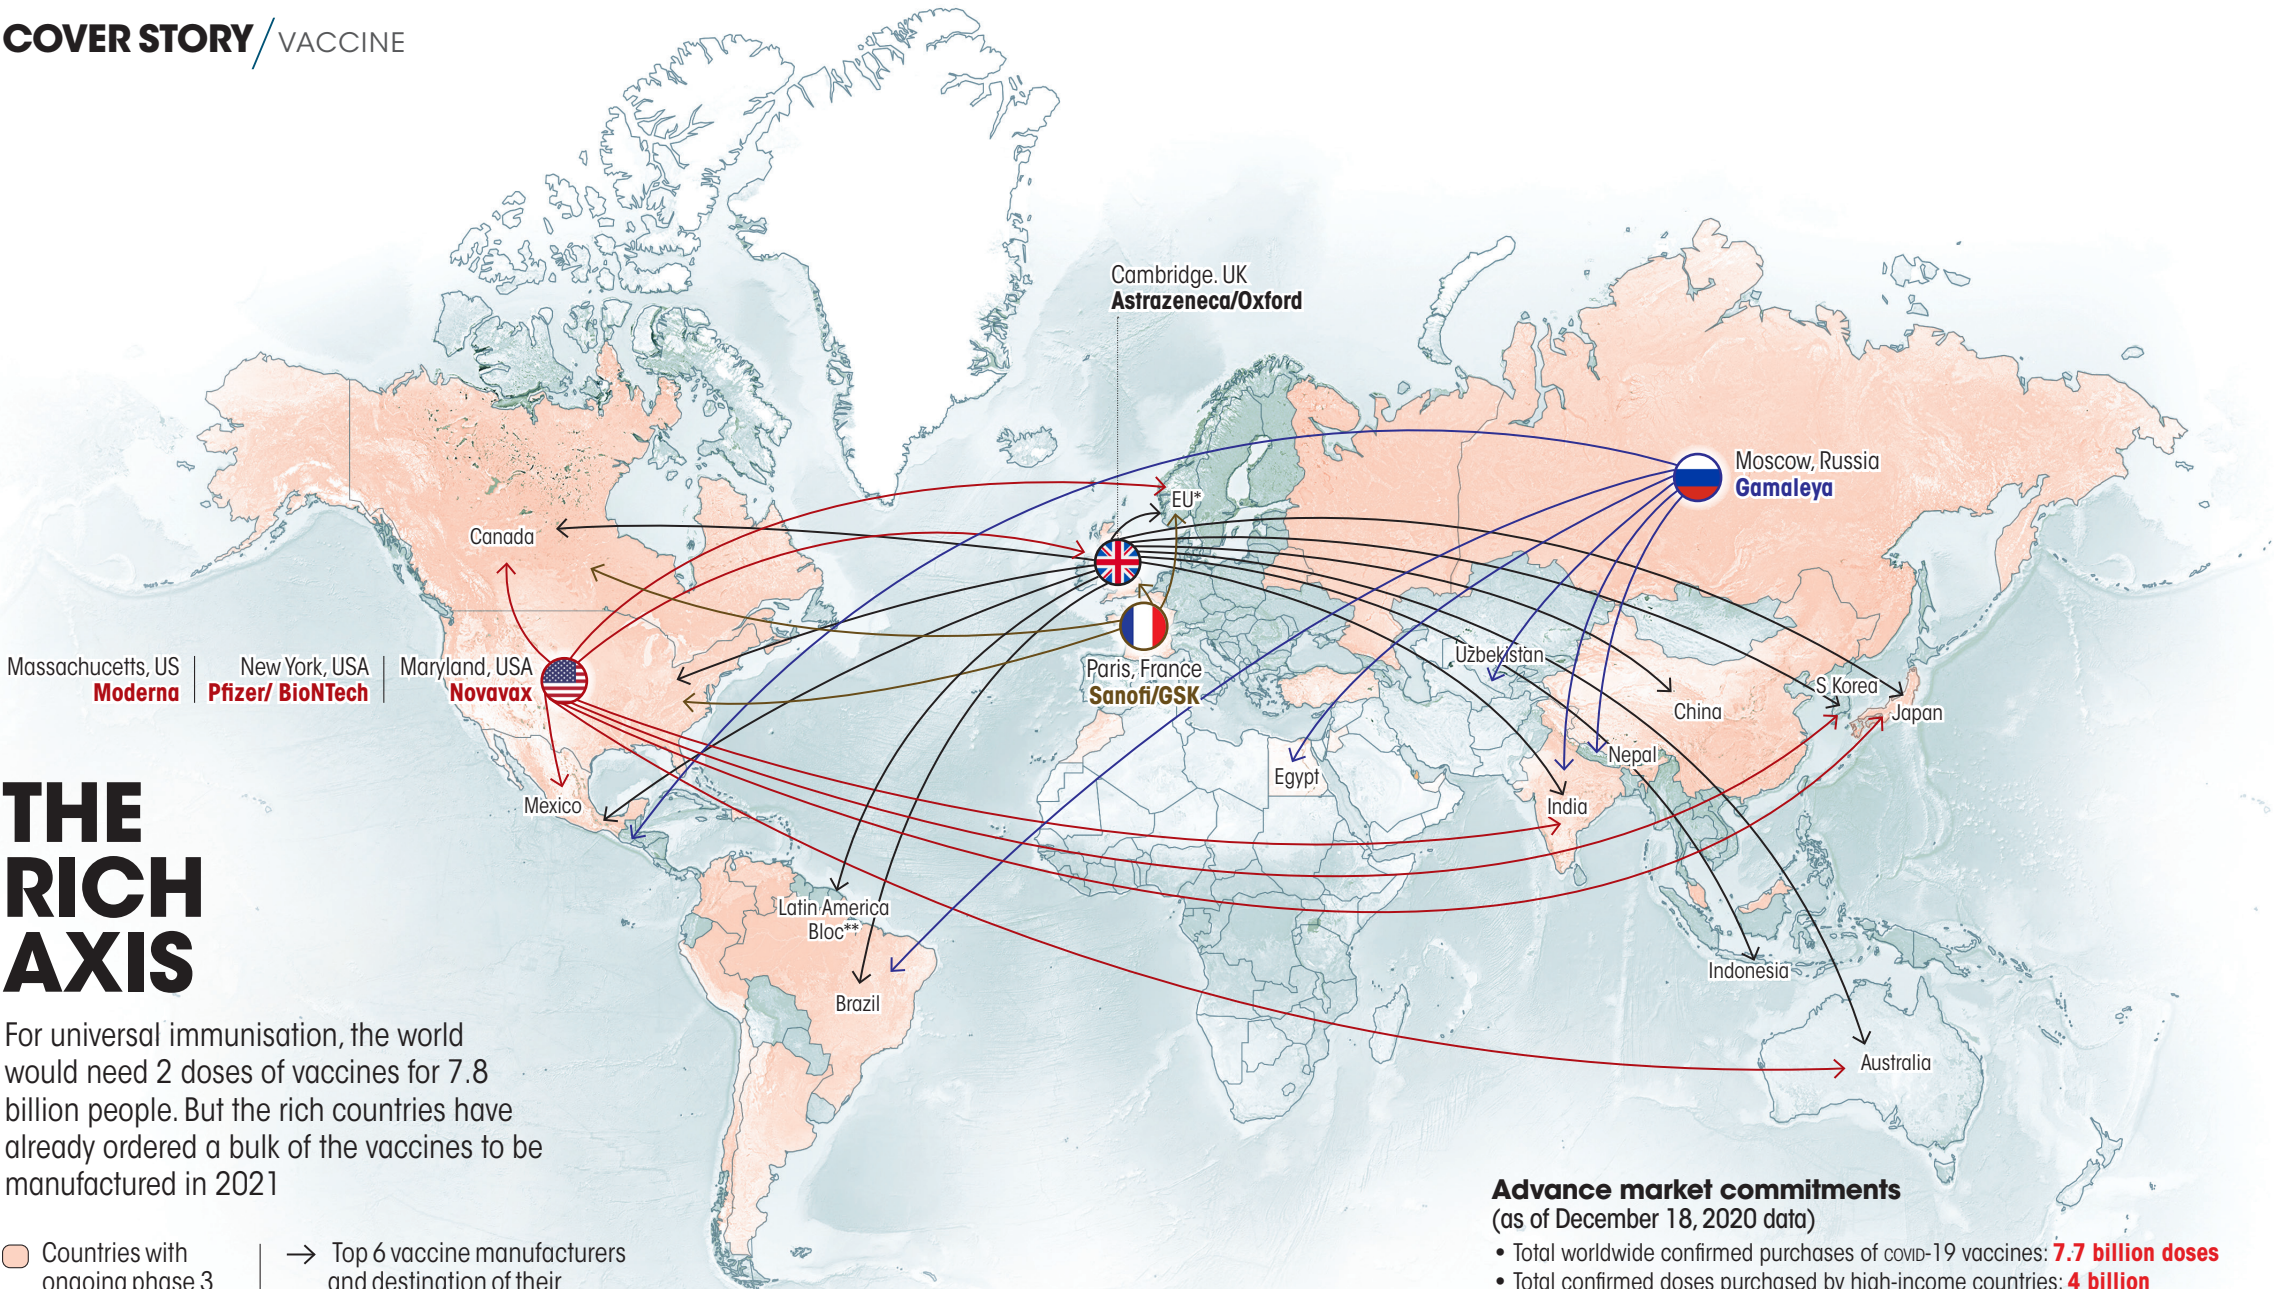 COVER STORY / VACCINE
Cambridge. UK
Astrazeneca/Oxford
Moscow, Russia
Gamaleya
EU*
Canada
Massachucetts, US
Moderna
New York, USA
Pfizer/ BioNTech
Maryland, USA
Novavax
Paris, France
Sanofi/GSK
Uzbekistan
S Korea
Japan
China
Nepal
Egypt
India
Mexico
Latin America
Bloc**
Brazil
Indonesia
Australia
THE
RICH
AXIS
For universal immunisation, the world
would need 2 doses of vaccines for 7.8
billion people. But the rich countries have
already ordered a bulk of the vaccines to be
manufactured in 2021
Countries with
ongoing phase 3
→ Top 6 vaccine manufacturers
and destination of their
Advance market commitments
(as of December 18, 2020 data)
• Total worldwide confirmed purchases of COVID-19 vaccines: 7.7 billion doses
• Total confirmed doses purchased by high-income countries: 4 billion